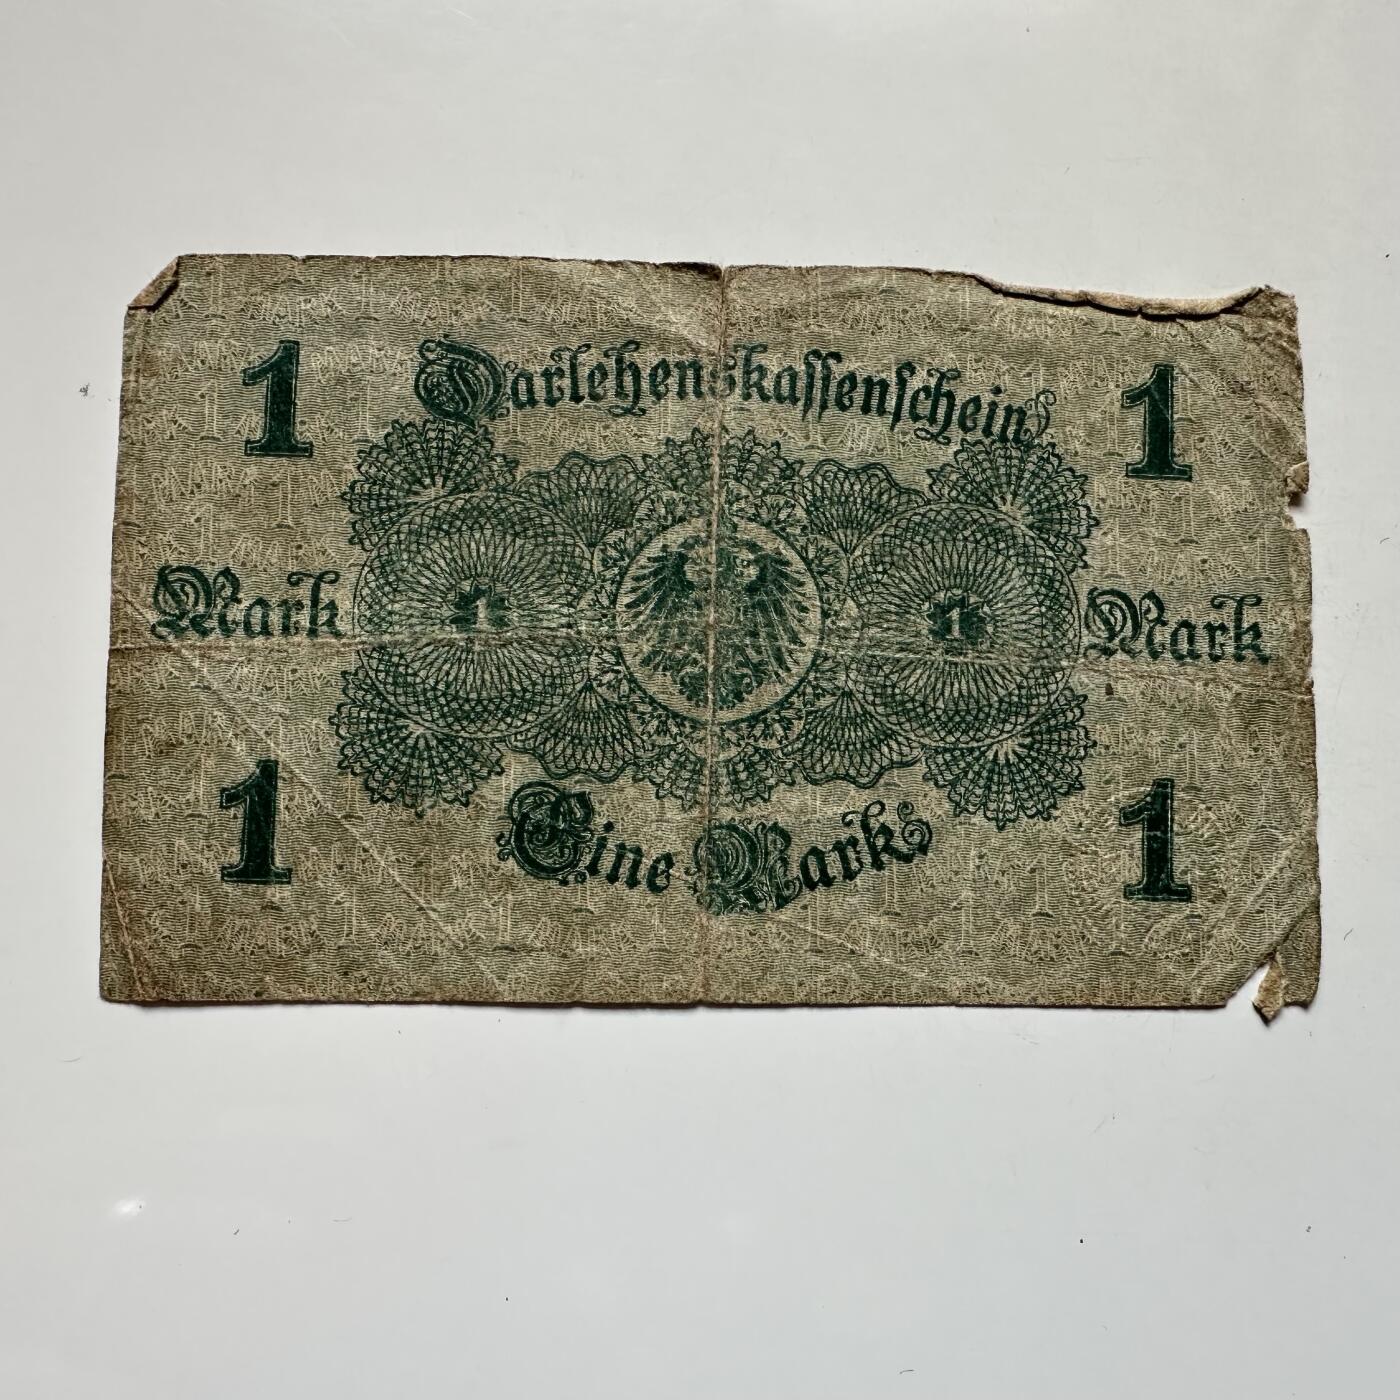 1 Darlehenskassenschein 1
Mark 1 1 Mark
1 Eine Mark 1